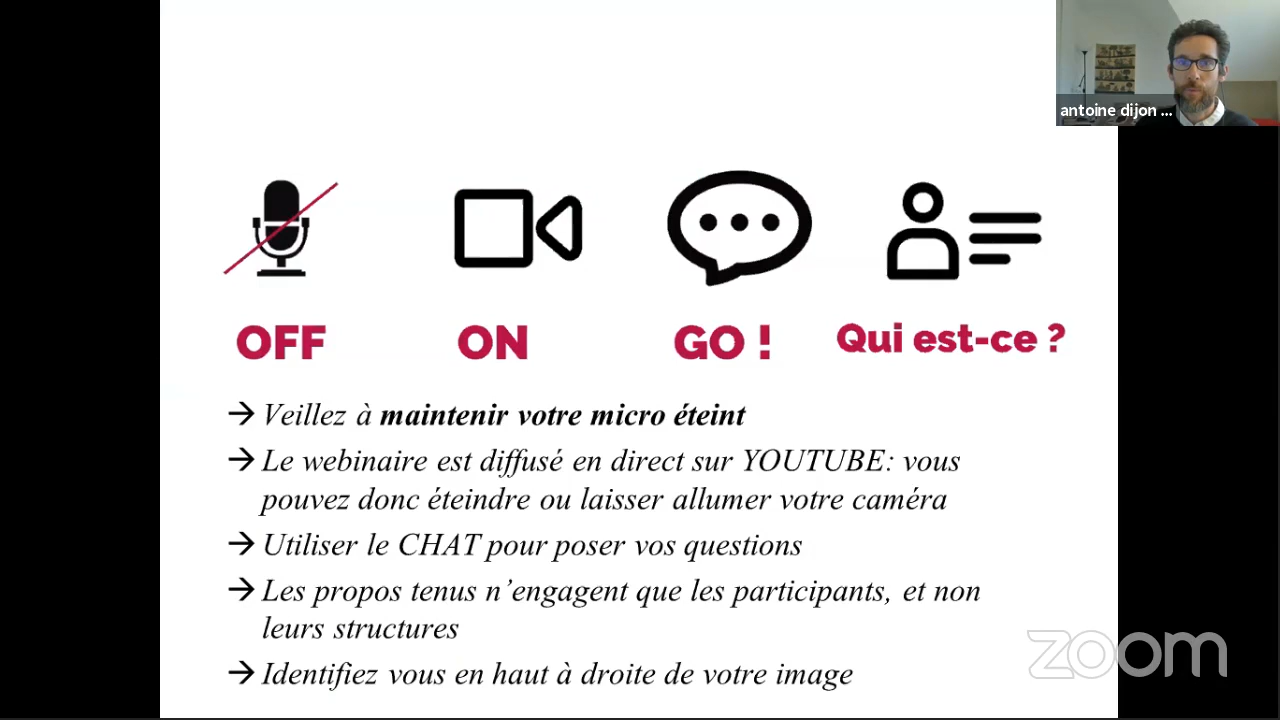 antoine dijon ...
OFF
ON
GO !
Qui est-ce ?
→ Veillez à maintenir votre micro éteint
→ Le webinaire est diffusé en direct sur YOUTUBE: vous
pouvez donc éteindre ou laisser allumer votre caméra
→ Utiliser le CHAT pour poser vos questions
→ Les propos tenus n’engagent que les participants, et non
leurs structures
→ Identifiez vous en haut à droite de votre image
zoom